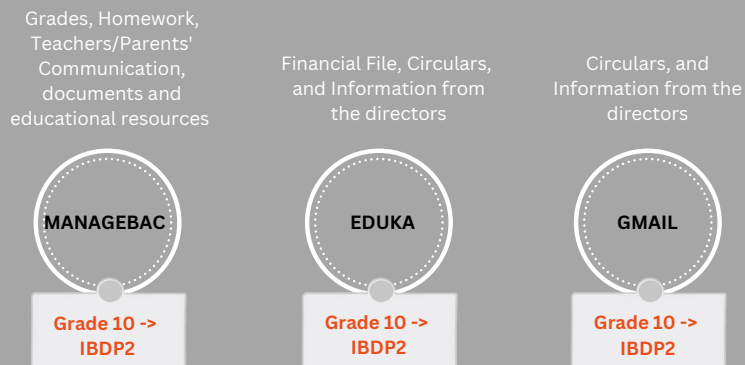 Grades, Homework,
Teachers/Parents'
Communication,
documents and
educational resources
MANAGEBAC
Grade 10 ->
IBDP2
Financial File, Circulars,
and Information from
the directors
EDUKA
Grade 10 ->
IBDP2
Circulars, and
Information from the
directors
GMAIL
Grade 10 ->
IBDP2